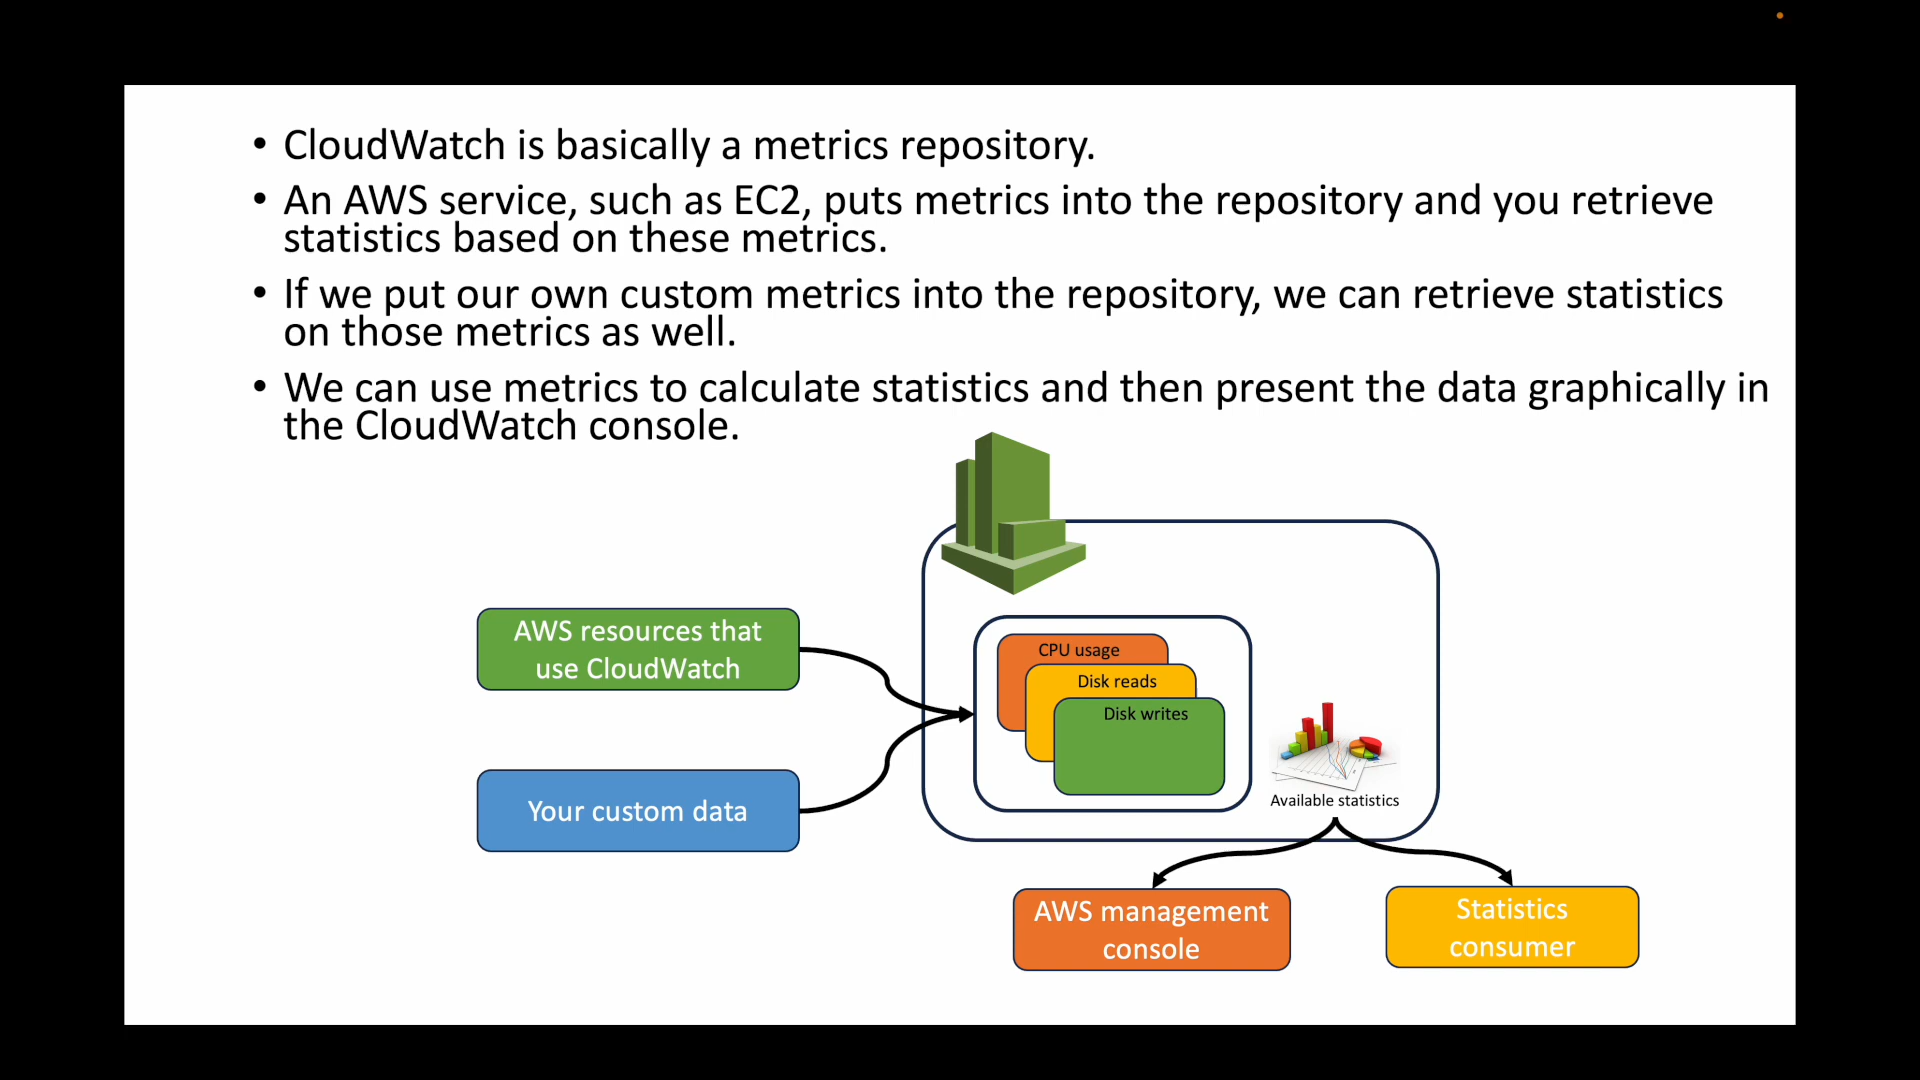 • CloudWatch is basically a metrics repository.
• An AWS service, such as EC2, puts metrics into the repository and you retrieve
statistics based on these metrics.
• If we put our own custom metrics into the repository, we can retrieve statistics
on those metrics as well.
• We can use metrics to calculate statistics and then present the data graphically in
the CloudWatch console.
AWS resources that
use CloudWatch
Your custom data
CPU usage
Disk reads
Disk writes
Available statistics
AWS management
console
Statistics
consumer